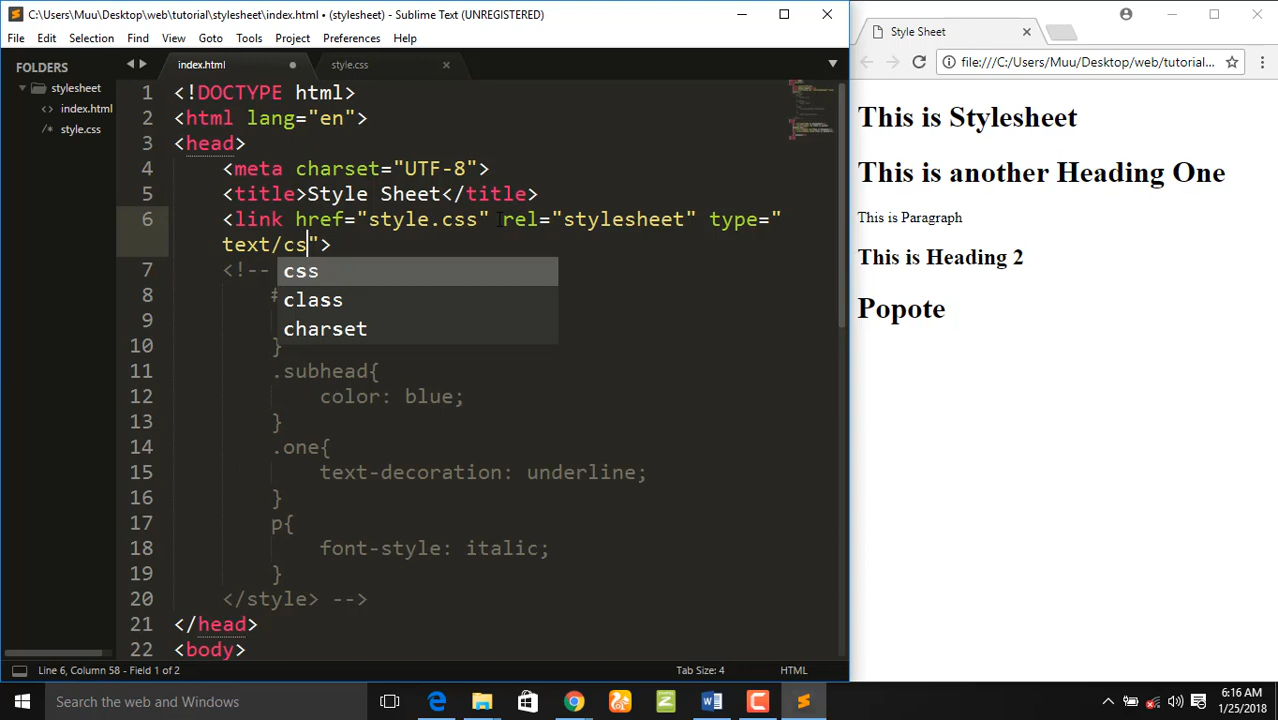 C:\Users\Muu\Desktop\web\tutorial\stylesheet\index.html • (stylesheet) - Sublime Text (UNREGISTERED)
File Edit Selection Find View Goto Tools Project Preferences Help
FOLDERS
stylesheet
index.html
style.css
index.html
style.css
1 <!DOCTYPE html>
2 <html lang="en">
3 <head>
4 <meta charset="UTF-8">
5 <title>Style Sheet</title>
6 <link href="style.css" rel="stylesheet" type="
text/cs">
7 <!--
css
8 #
class
9
charset
10 }
11 .subhead{
12 color: blue;
13 }
14 .one{
15 text-decoration: underline;
16 }
17 p{
18 font-style: italic;
19 }
20 </style> -->
21 </head>
22 <body>
Line 6, Column 58 - Field 1 of 2
Tab Size: 4
HTML
Style Sheet
file:///C:/Users/Muu/Desktop/web/tutorial...
This is Stylesheet
This is another Heading One
This is Paragraph
This is Heading 2
Popote
Search the web and Windows
6:16 AM
1/25/2018